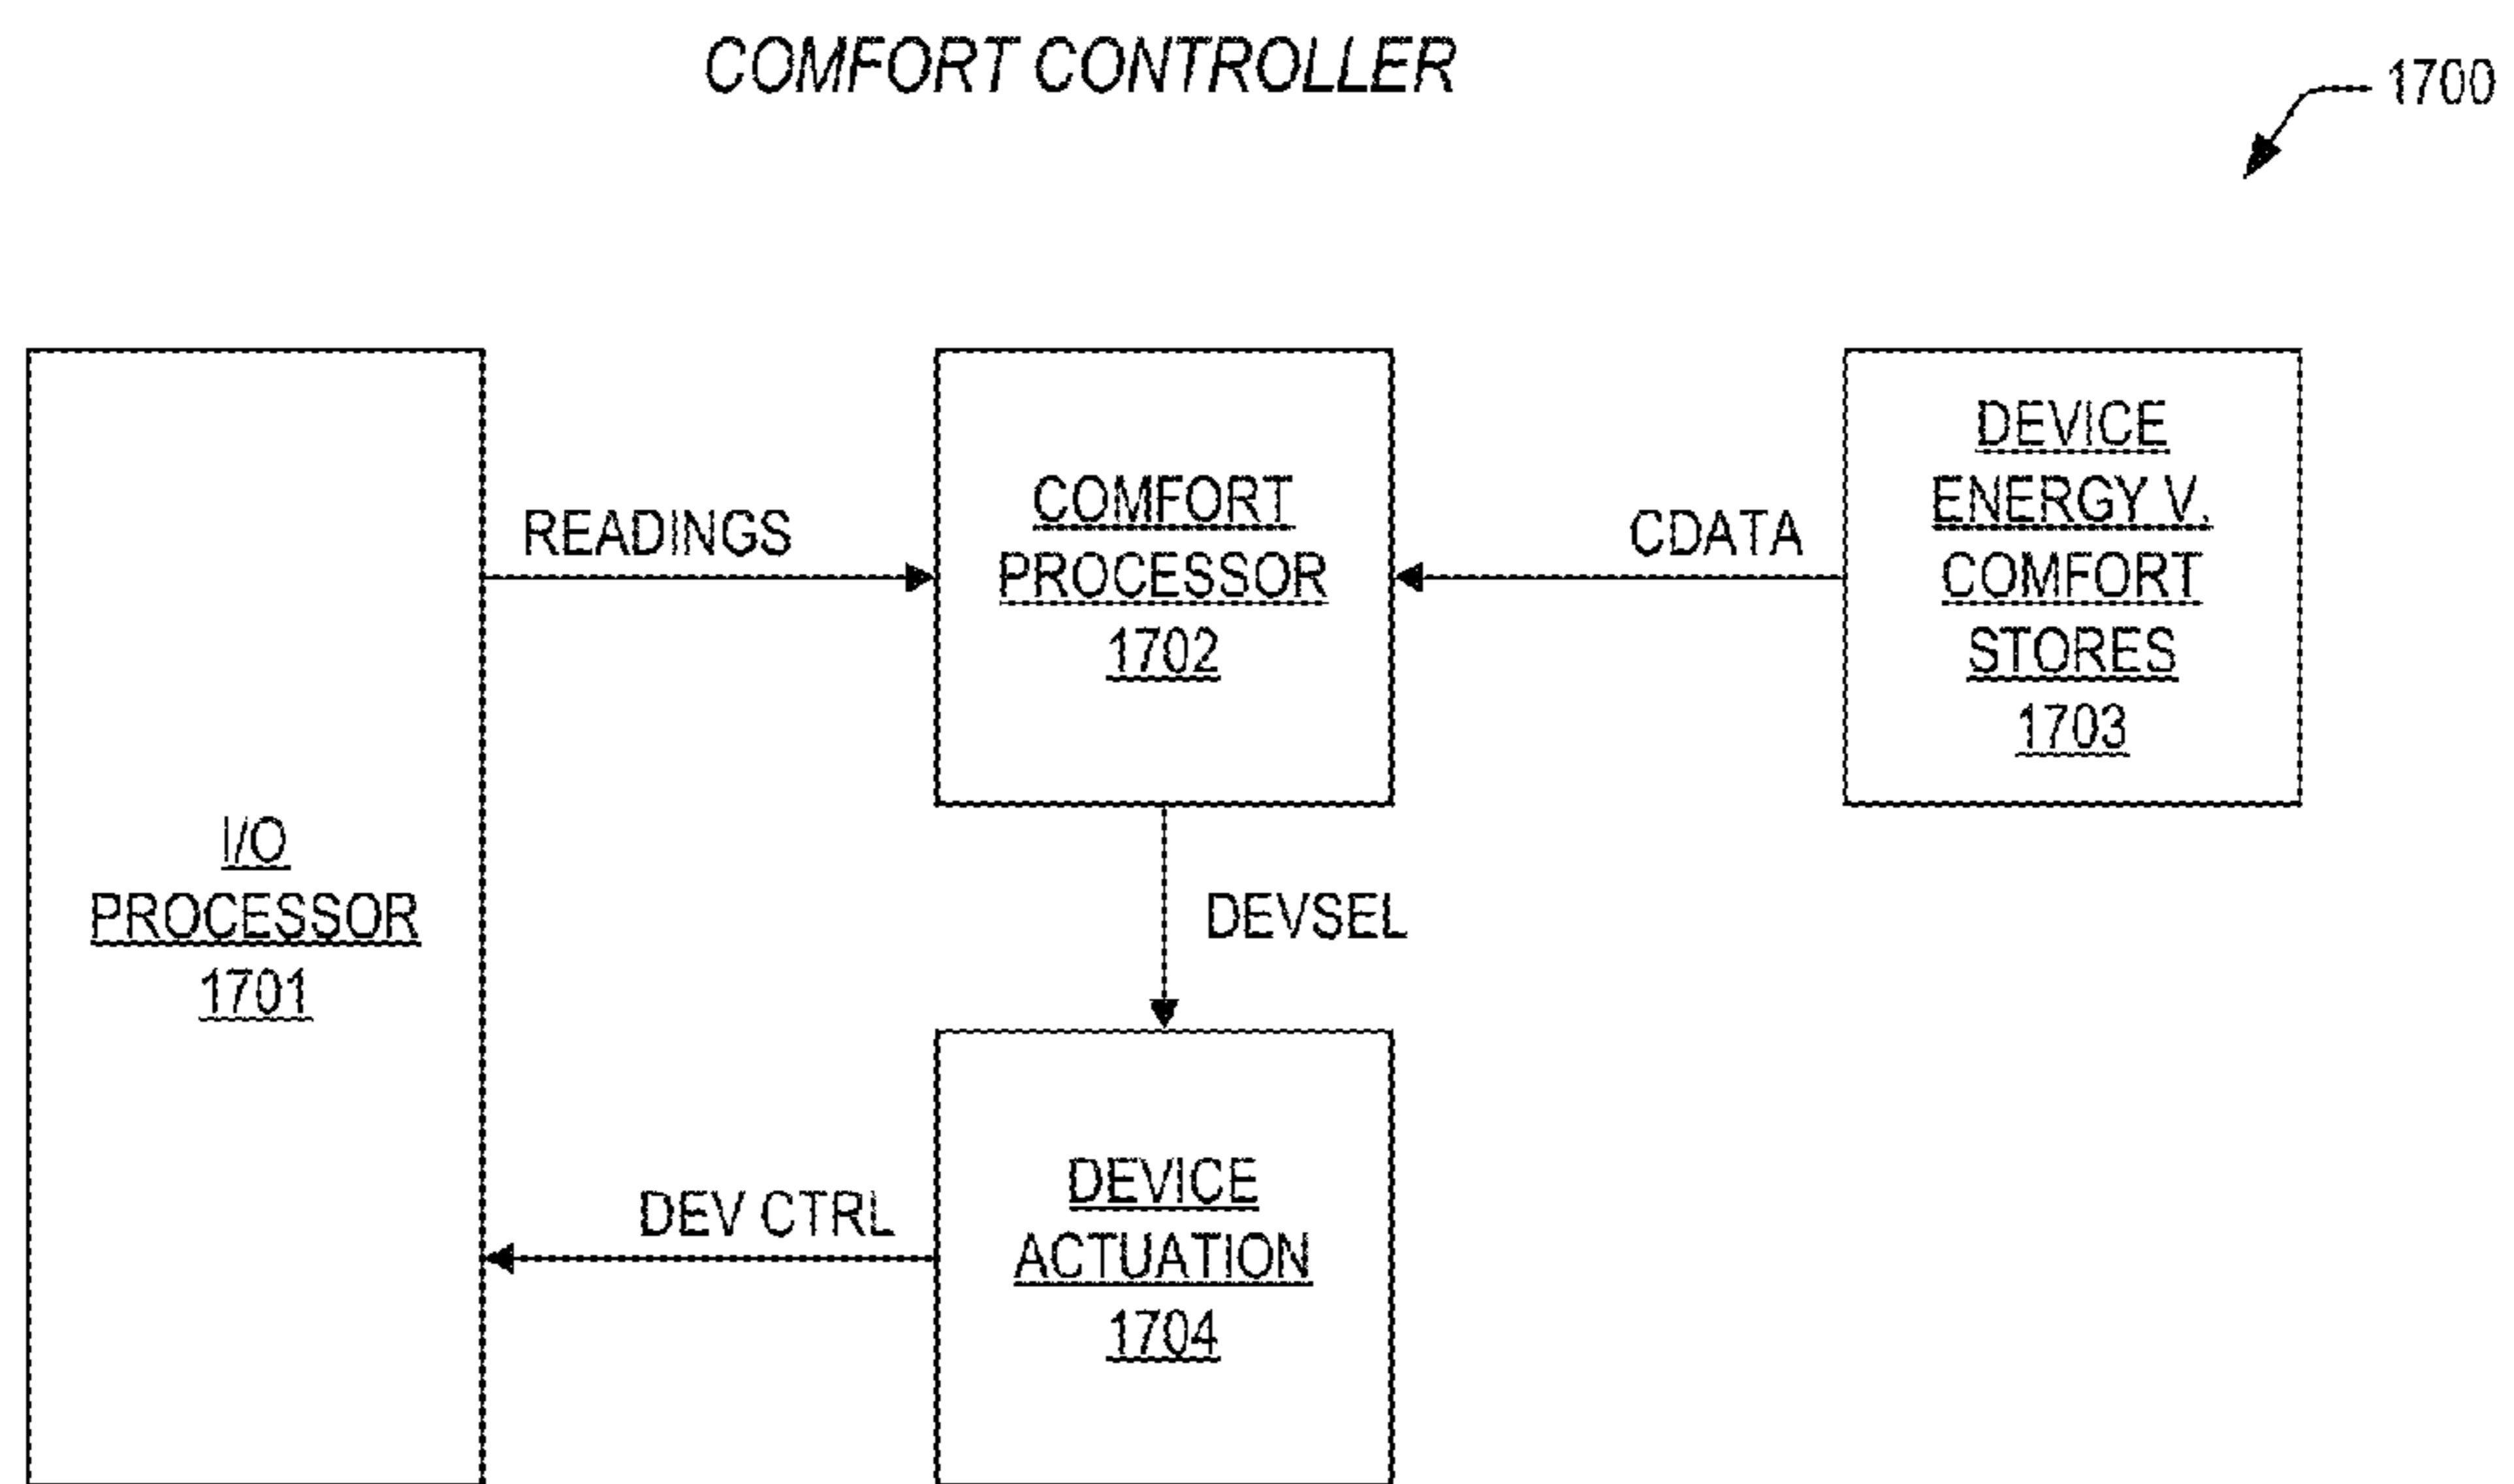 COMFORT CONTROLLER
1700
I/O
PROCESSOR
1701
READINGS
COMFORT
PROCESSOR
1702
CDATA
DEVICE
ENERGY V.
COMFORT
STORES
1703
DEVSEL
DEV CTRL
DEVICE
ACTUATION
1704